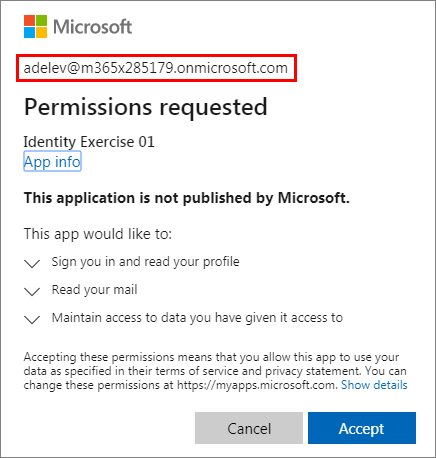 Microsoft
adelev@m365x285179.onmicrosoft.com
Permissions requested
Identity Exercise 01
App info
This application is not published by Microsoft.
This app would like to:
Sign you in and read your profile
Read your mail
Maintain access to data you have given it access to
Accepting these permissions means that you allow this app to use your
data as specified in their terms of service and privacy statement. You can
change these permissions at https://myapps.microsoft.com. Show details
Cancel Accept